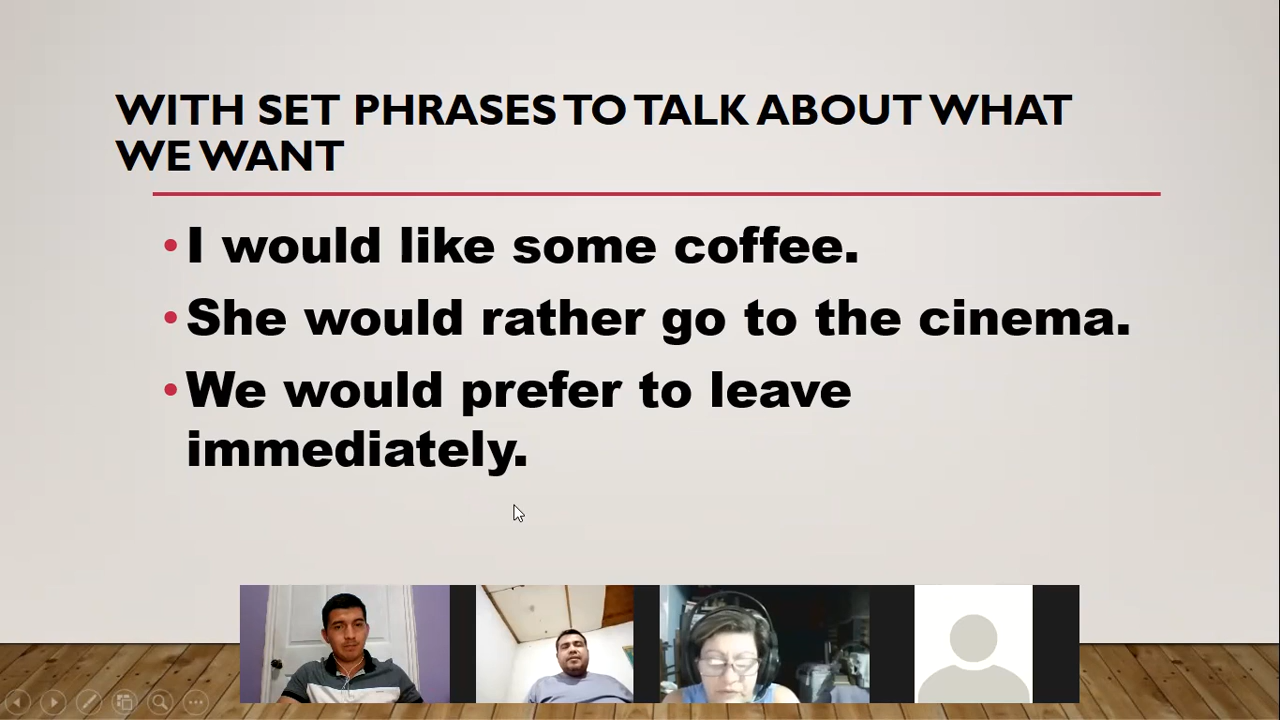 WITH SET PHRASES TO TALK ABOUT WHAT
WE WANT
• I would like some coffee.
• She would rather go to the cinema.
• We would prefer to leave
immediately.